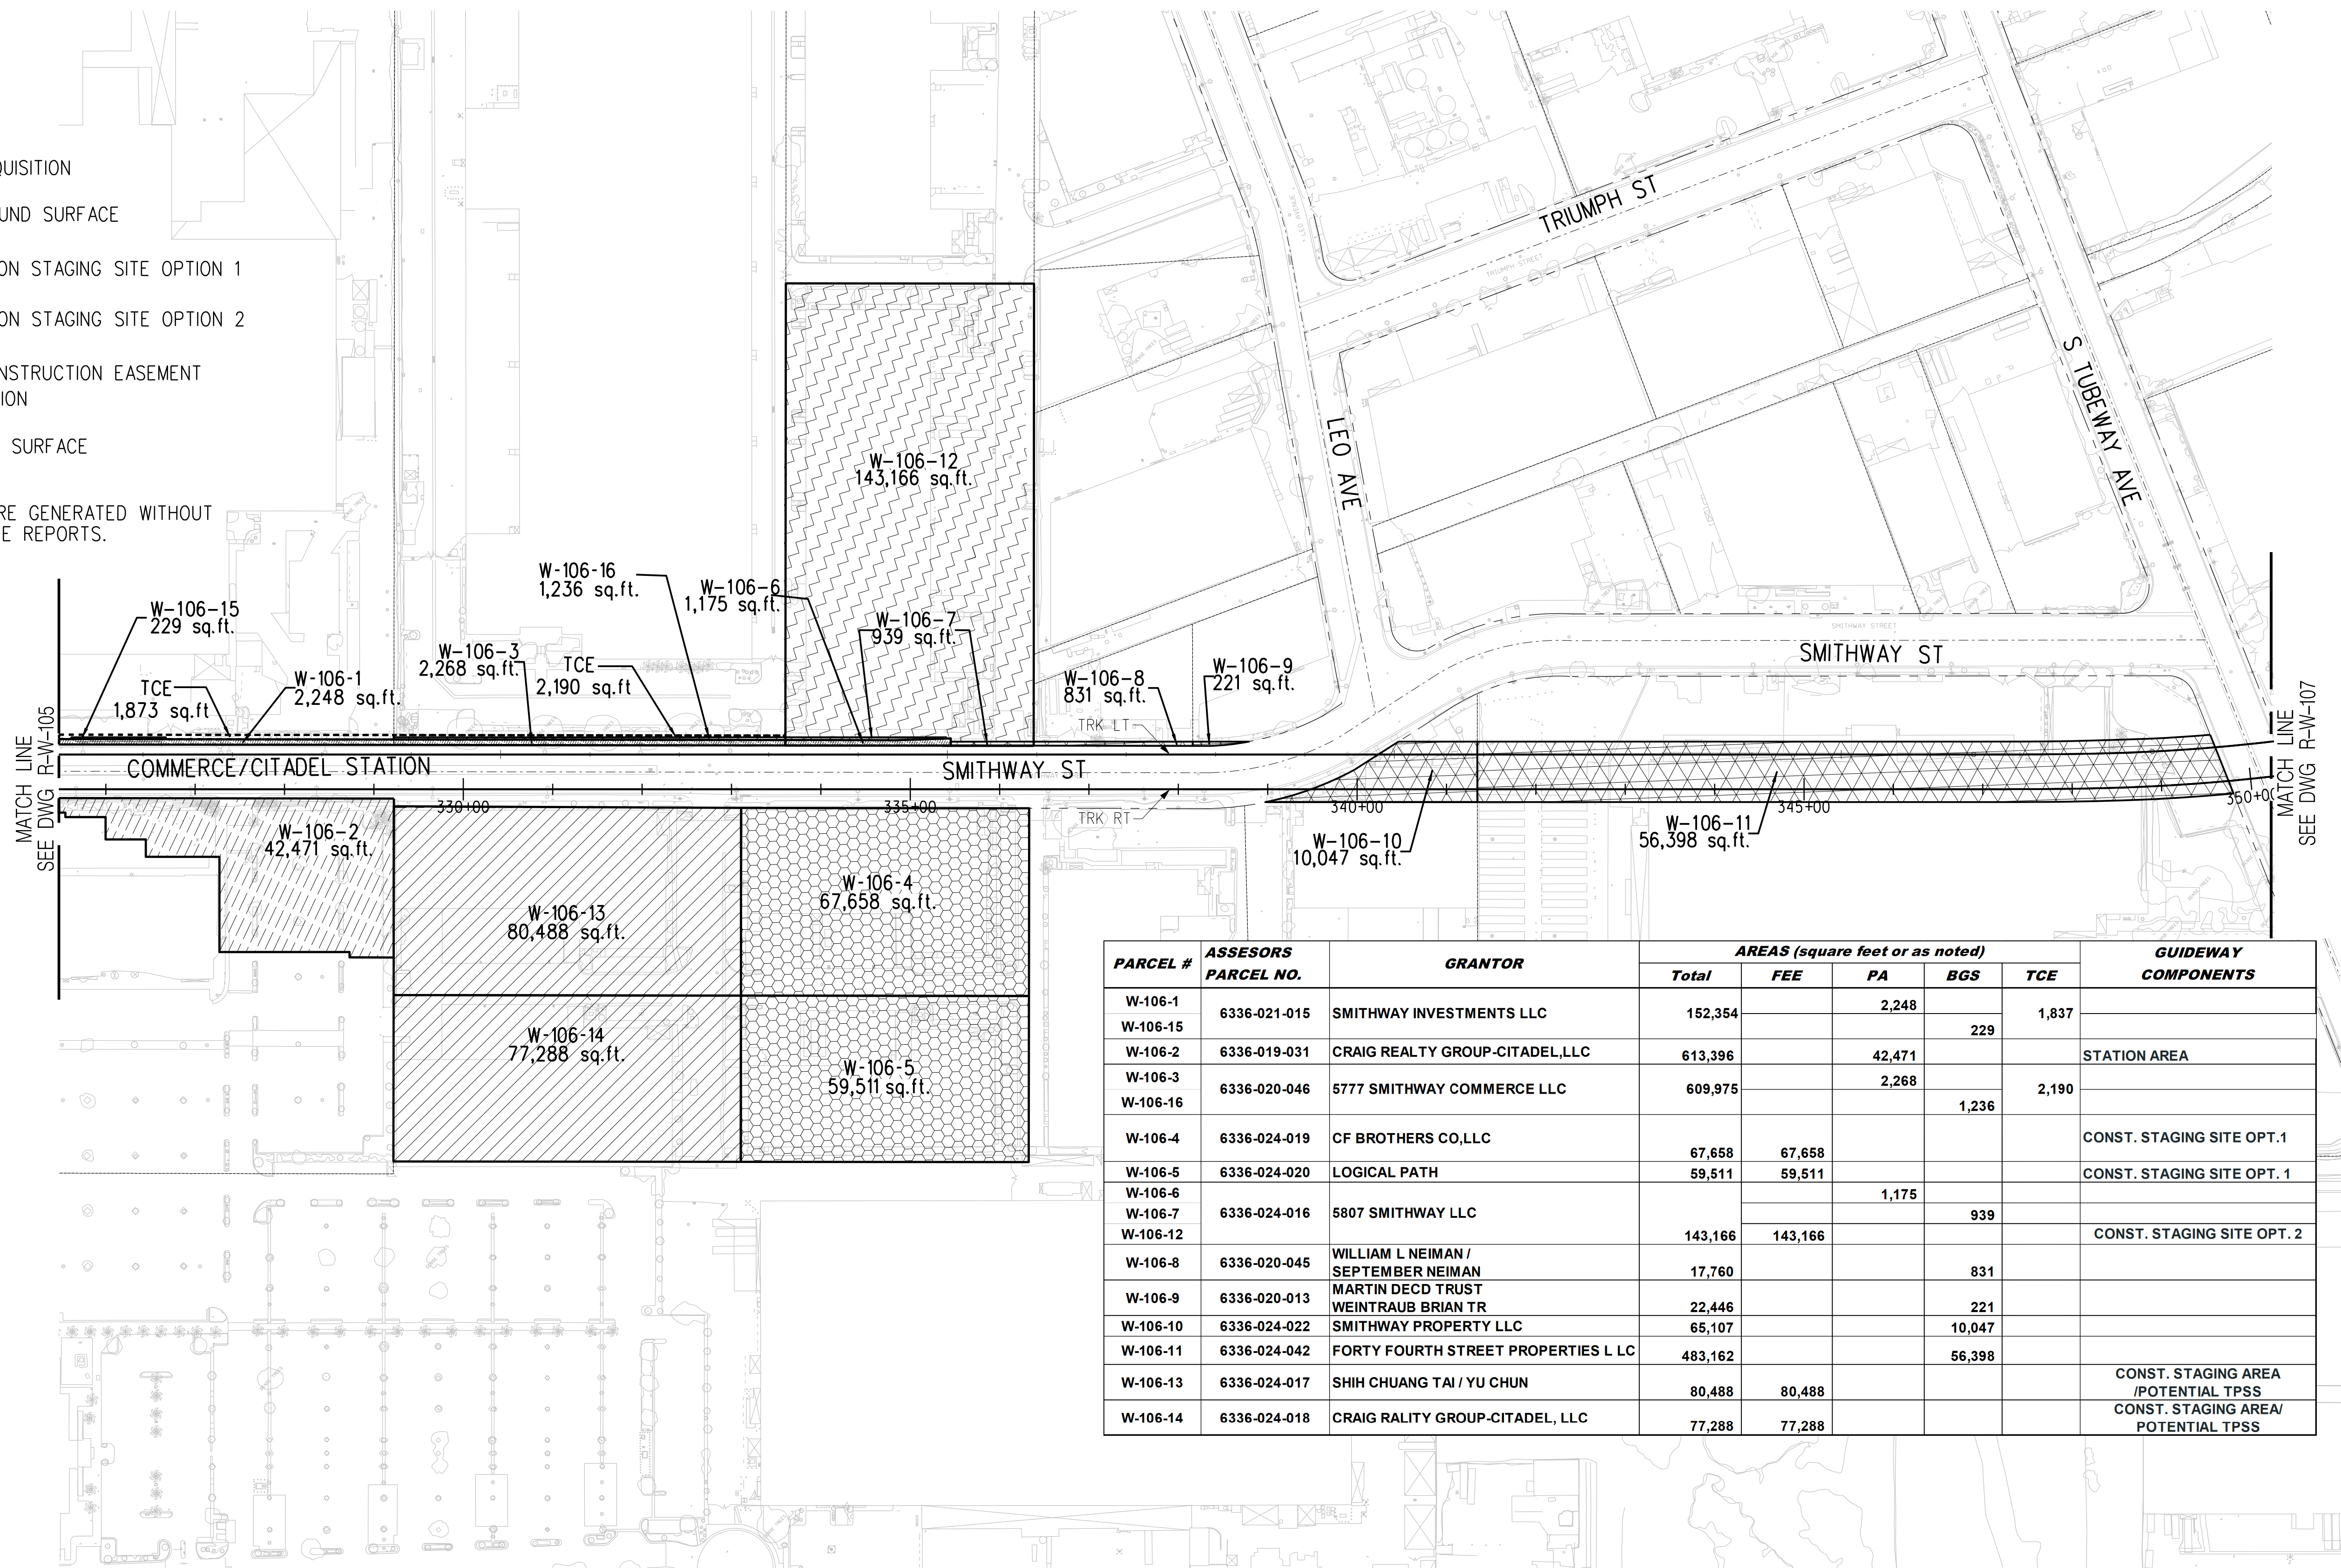 QUISITION
UND SURFACE
ON STAGING SITE OPTION 1
ON STAGING SITE OPTION 2
NSTRUCTION EASEMENT
ION
SURFACE
RE GENERATED WITHOUT
E REPORTS.
TRIUMPH ST
TRIUMPH STREET
LEO AVENUE
LEO AVE
S TUBEWAY AVE
SMITHWAY STREET
SMITHWAY ST
W-106-12
143,166 sq.ft.
W-106-16
1,236 sq.ft.
W-106-6
1,175 sq.ft.
W-106-15
229 sq.ft.
W-106-7
939 sq.ft.
W-106-3
2,268 sq.ft.
TCE
2,190 sq.ft
TCE
1,873 sq.ft
W-106-1
2,248 sq.ft.
W-106-8
831 sq.ft.
W-106-9
221 sq.ft.
TRK LT
MATCH LINE
SEE DWG R-W-105
COMMERCE/CITADEL STATION
SMITHWAY ST
MATCH LINE
SEE DWG R-W-107
330+00
335+00
340+00
345+00
350+00
TRK RT
W-106-2
42,471 sq.ft.
W-106-10
10,047 sq.ft.
W-106-11
56,398 sq.ft.
W-106-4
67,658 sq.ft.
W-106-13
80,488 sq.ft.
W-106-14
77,288 sq.ft.
W-106-5
59,511 sq.ft.
PARCEL # ASSESORS PARCEL NO. GRANTOR AREAS (square feet or as noted) GUIDEWAY COMPONENTS
Total FEE PA BGS TCE
W-106-1 6336-021-015 SMITHWAY INVESTMENTS LLC 152,354 2,248 1,837
W-106-15 229
W-106-2 6336-019-031 CRAIG REALTY GROUP-CITADEL,LLC 613,396 42,471 STATION AREA
W-106-3 6336-020-046 5777 SMITHWAY COMMERCE LLC 609,975 2,268 2,190
W-106-16 1,236
W-106-4 6336-024-019 CF BROTHERS CO,LLC 67,658 67,658 CONST. STAGING SITE OPT.1
W-106-5 6336-024-020 LOGICAL PATH 59,511 59,511 CONST. STAGING SITE OPT. 1
W-106-6 1,175
W-106-7 6336-024-016 5807 SMITHWAY LLC 939
W-106-12 143,166 143,166 CONST. STAGING SITE OPT. 2
W-106-8 6336-020-045 WILLIAM L NEIMAN /
SEPTEMBER NEIMAN 17,760 831
W-106-9 6336-020-013 MARTIN DECD TRUST
WEINTRAUB BRIAN TR 22,446 221
W-106-10 6336-024-022 SMITHWAY PROPERTY LLC 65,107 10,047
W-106-11 6336-024-042 FORTY FOURTH STREET PROPERTIES L LC 483,162 56,398
W-106-13 6336-024-017 SHIH CHUANG TAI / YU CHUN 80,488 80,488 CONST. STAGING AREA
/POTENTIAL TPSS
W-106-14 6336-024-018 CRAIG RALITY GROUP-CITADEL, LLC 77,288 77,288 CONST. STAGING AREA/
POTENTIAL TPSS